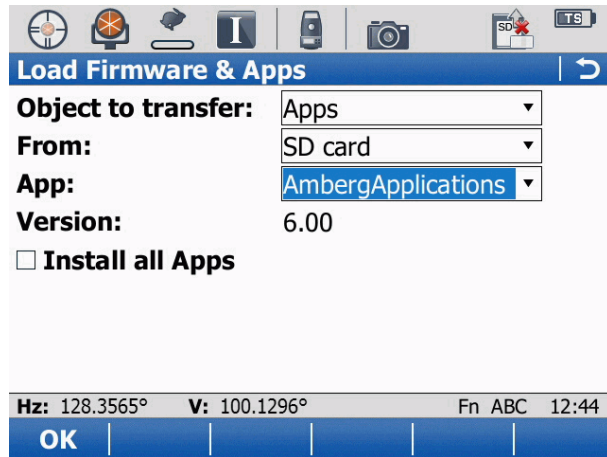 I
SD
TS
Load Firmware & Apps
Object to transfer: Apps
From: SD card
App: AmbergApplications
Version: 6.00
Install all Apps
Hz: 128.3565° V: 100.1296° Fn ABC 12:44
OK